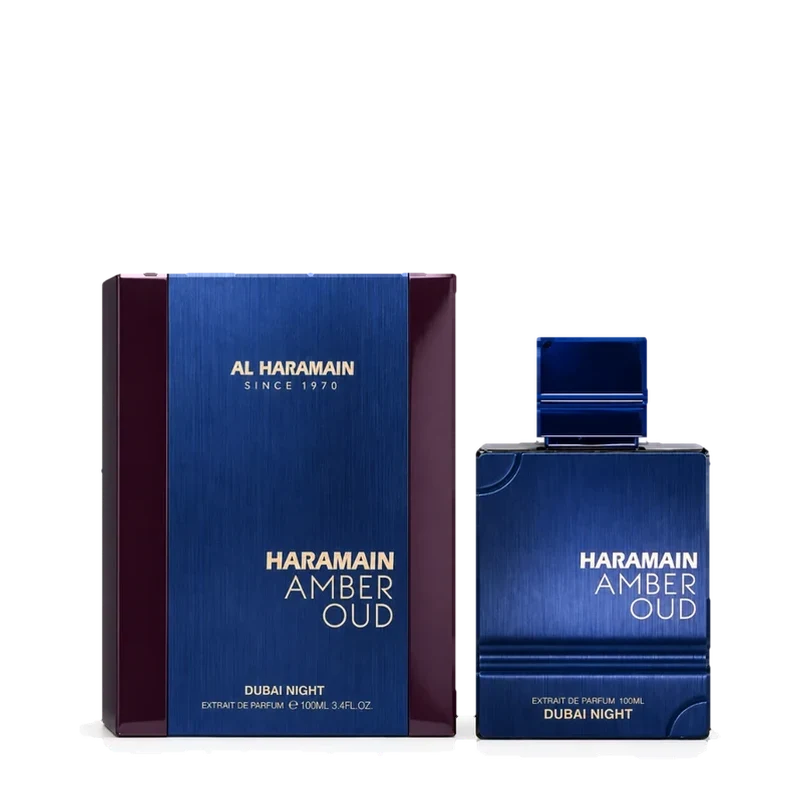 AL HARAMAIN
SINCE 1970
HARAMAIN
AMBER
OUD
DUBAI NIGHT
EXTRAIT DE PARFUM ℮ 100ML 3.4FL.OZ.
HARAMAIN
AMBER
OUD
EXTRAIT DE PARFUM 100ML
DUBAI NIGHT